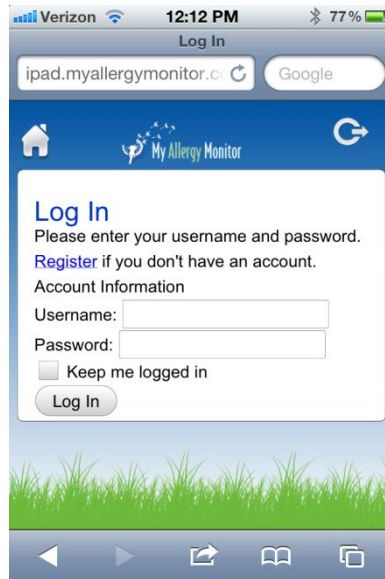 Verizon 12:12 PM 77%
Log In
ipad.myallergymonitor.c Google
My Allergy Monitor
Log In
Please enter your username and password.
Register if you don't have an account.
Account Information
Username:
Password:
Keep me logged in
Log In